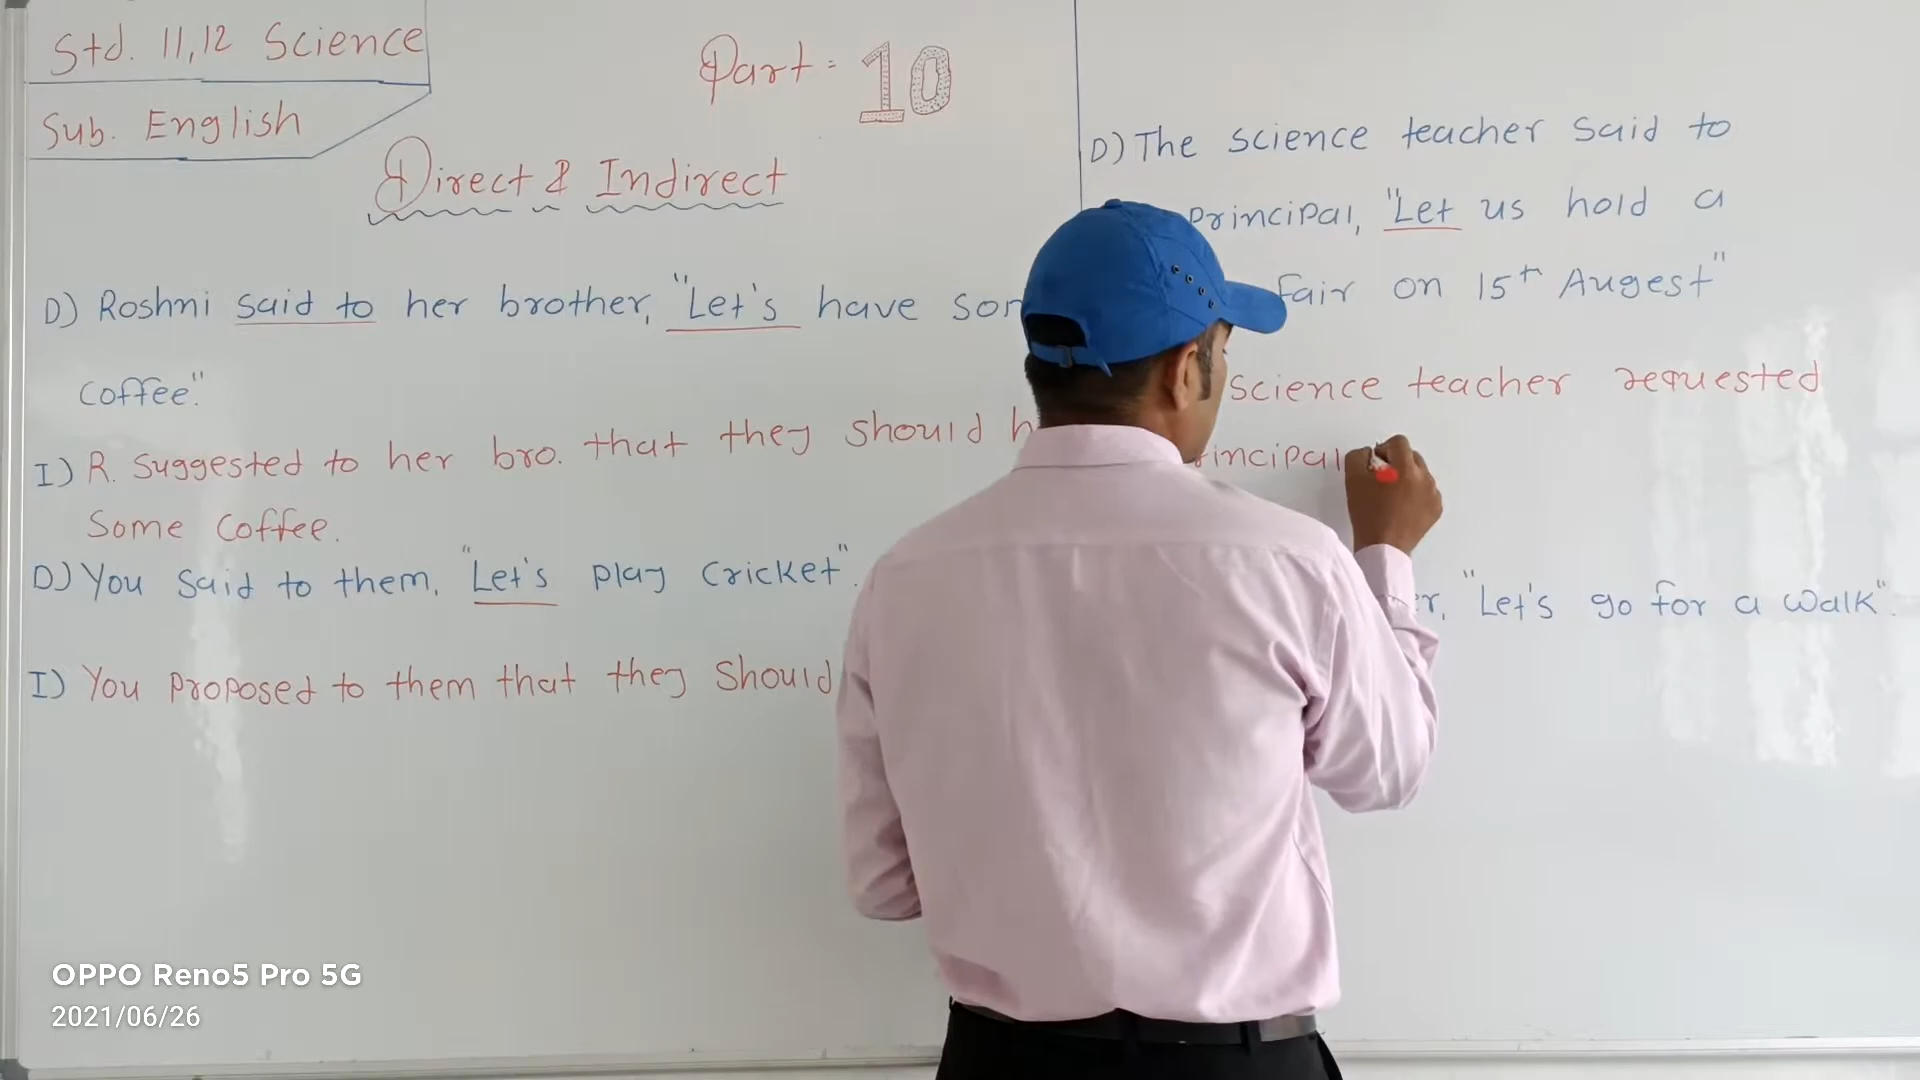 Std. 11,12 Science
Sub. English
Part = 10
Direct & Indirect
D) Roshni said to her brother, "Let's have
coffee."
I) R. suggested to her bro. that they should
Some Coffee.
D) You said to them, "Let's play cricket".
I) You Proposed to them that they Should
D) The science teacher said to
Principal, "Let us hold a
Fair on 15th Augest"
Science teacher requested
"Let's go for a walk".
OPPO Reno5 Pro 5G
2021/06/26